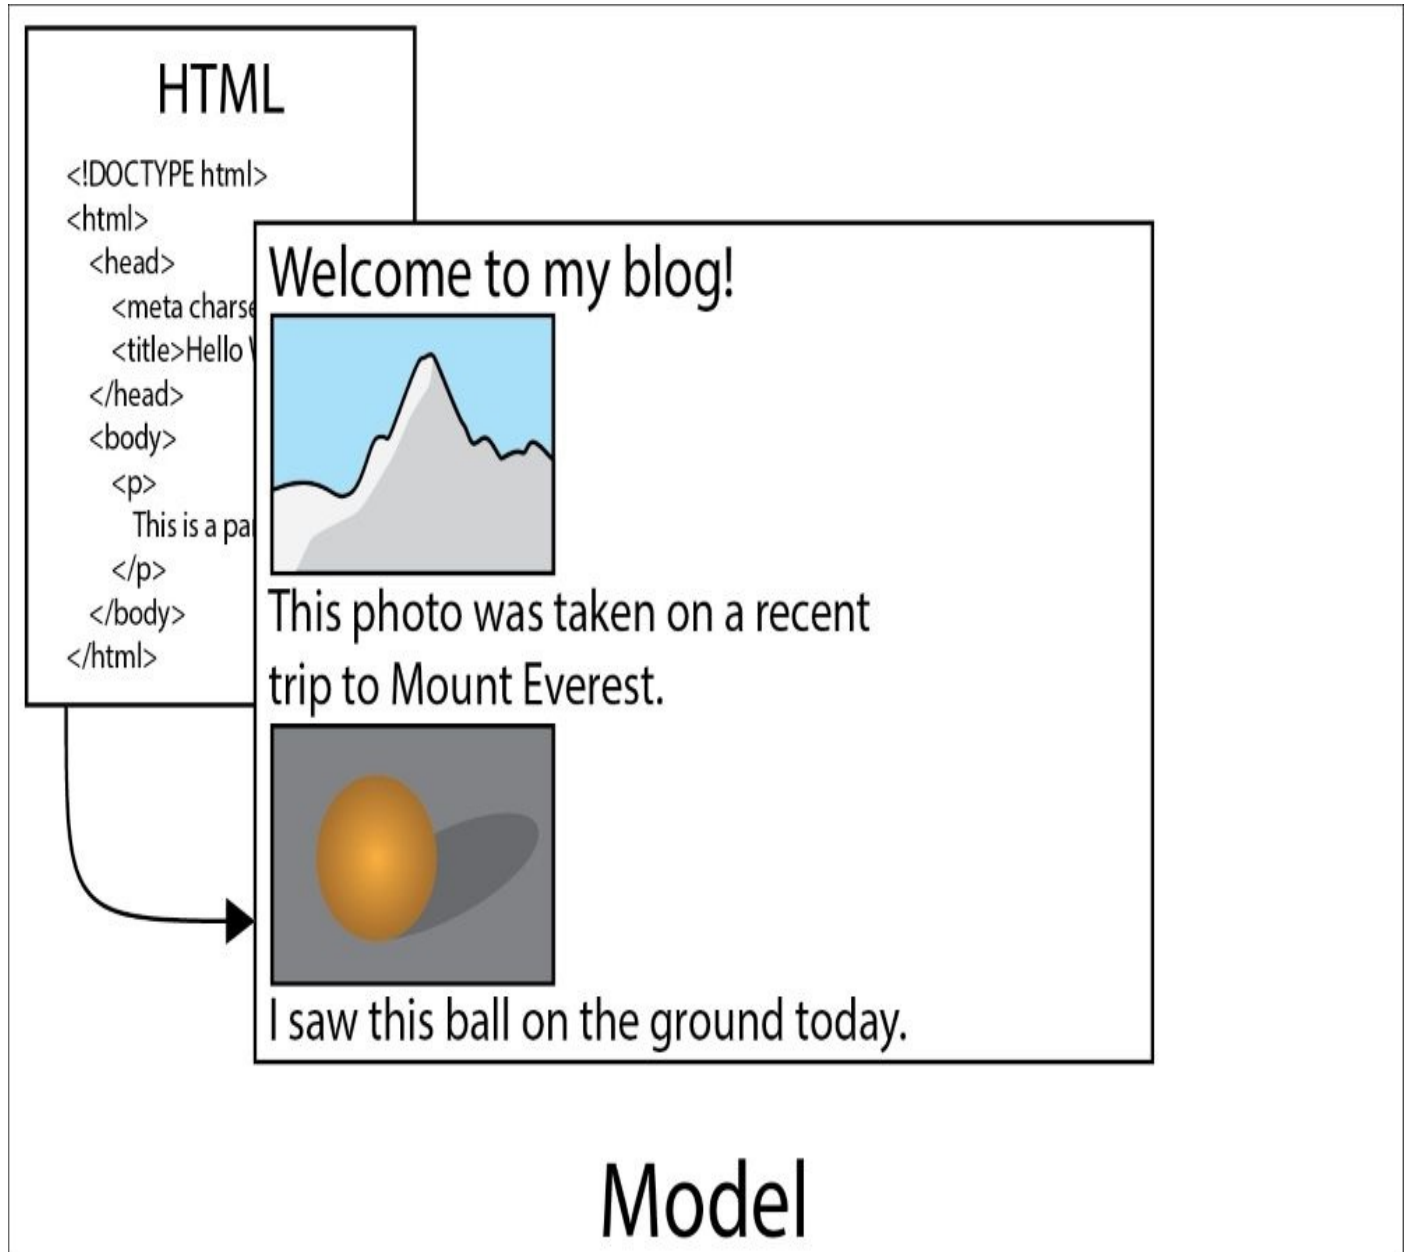 HTML
<!DOCTYPE html>
<html>
<head>
<meta charse
<title>Hello
</head>
<body>
<p>
This is a par
</p>
</body>
</html>
Welcome to my blog!
This photo was taken on a recent
trip to Mount Everest.
I saw this ball on the ground today.
Model